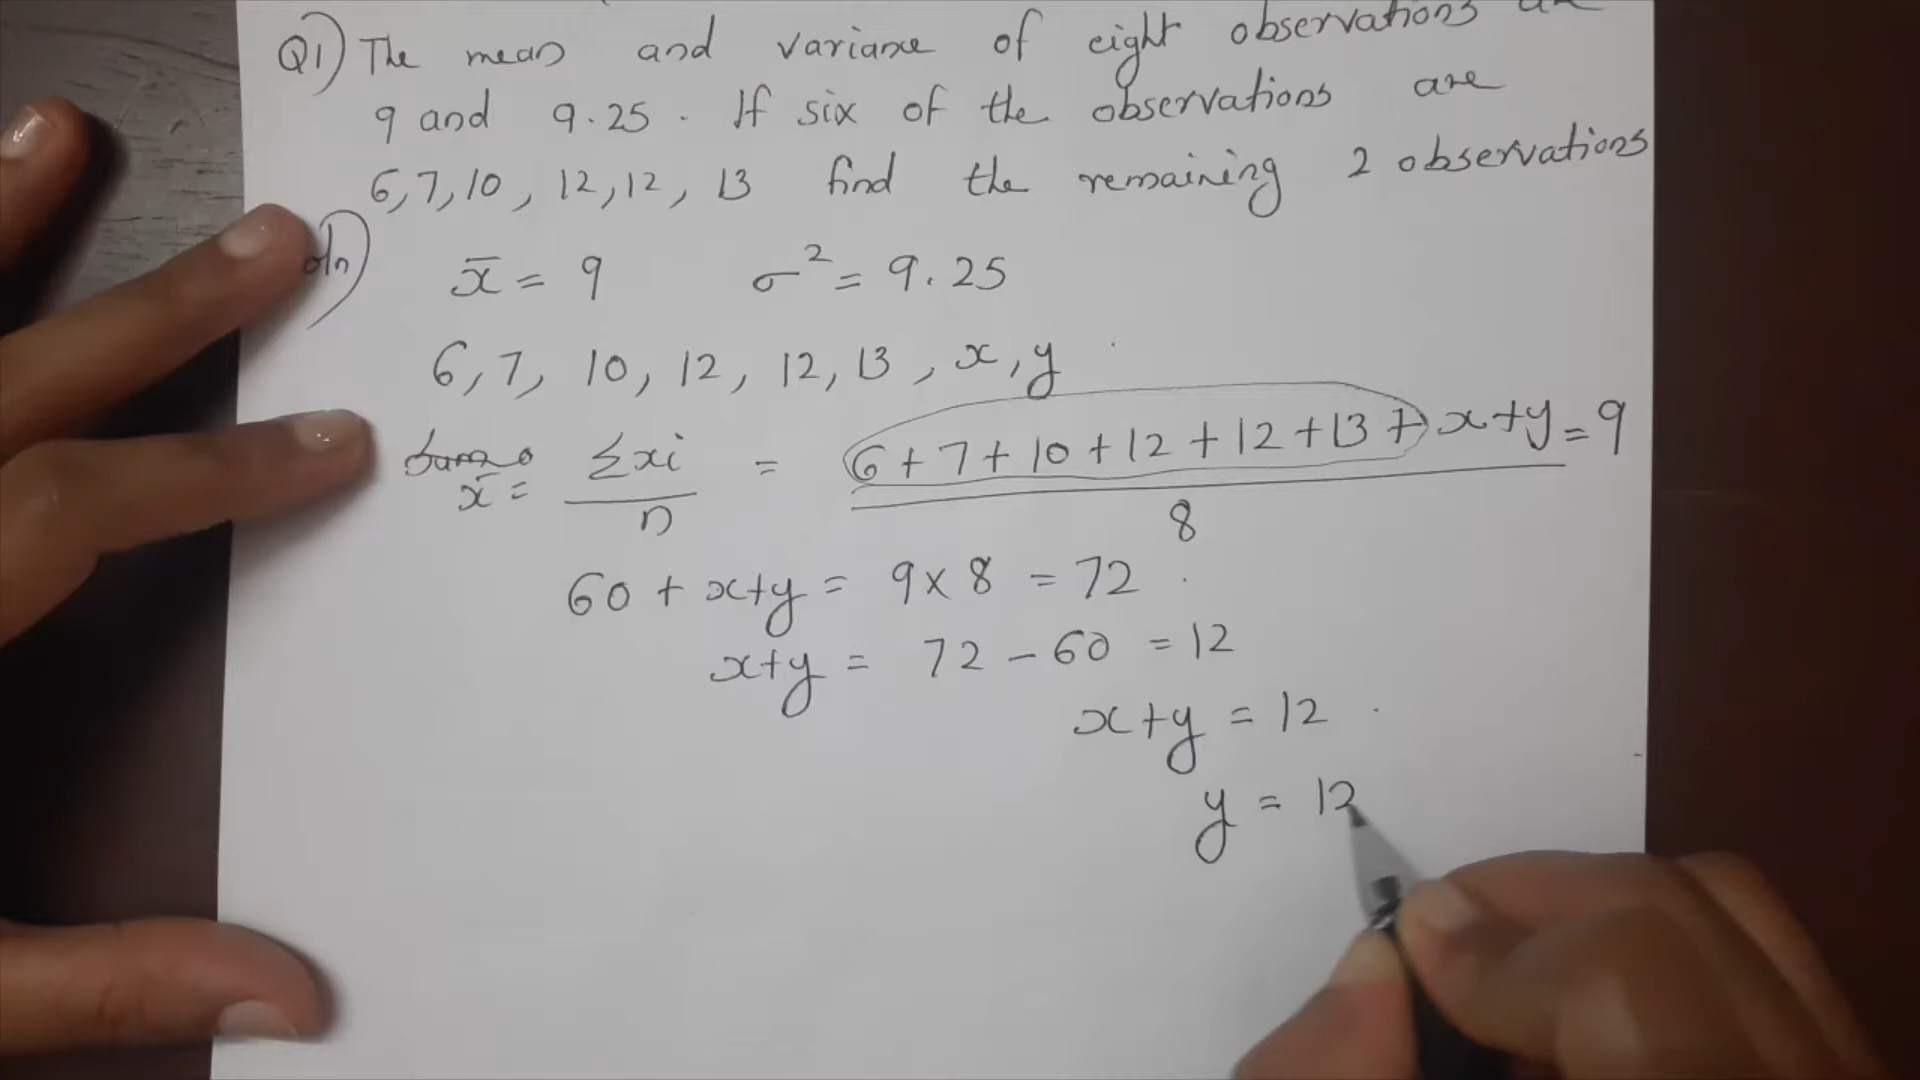 Q1) The mean and variance of eight observations
9 and 9.25. If six of the observations are
6,7,10, 12,12, 13 find the remaining 2 observations
oln)
x̄ = 9 σ² = 9.25
6, 7, 10, 12, 12, 13, x, y
x̄ = Σxi / n = 6 + 7 + 10 + 12 + 12 + 13 + x+y / 8 = 9
60 + x+y = 9 x 8 = 72
x+y = 72 - 60 = 12
x+y = 12
y = 12